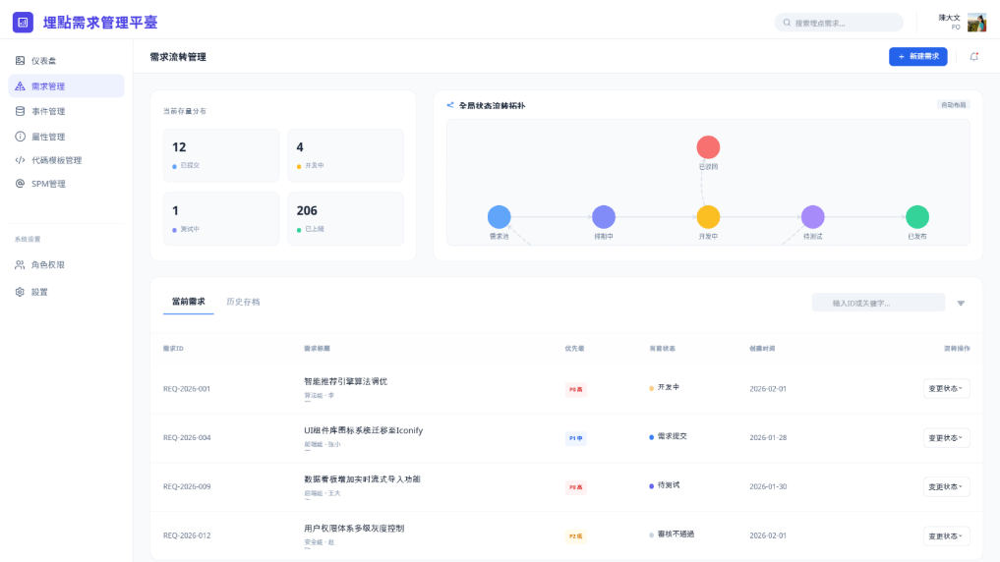 埋點需求管理平臺
搜索埋点需求...
陳大文
PO
仪表盘
需求管理
事件管理
屬性管理
代碼模板管理
SPM管理
系统设置
角色权限
設置
需求流转管理
+ 新建需求
当前存量分布
12
已提交
4
开发中
1
测试中
206
已上线
全局状态流转拓扑
自动布局
已驳回
需求池
排期中
开发中
待测试
已发布
當前需求
历史存档
輸入ID或关键字...
需求ID
需求标题
优先级
当前状态
创建时间
流转操作
REQ-2026-001
智能推荐引擎算法调优
算法组 · 李
P0 高
开发中
2026-02-01
变更状态
REQ-2026-004
UI组件库图标系统迁移至Iconify
前端组 · 张小
P1 中
需求提交
2026-01-28
变更状态
REQ-2026-009
数据看板增加实时流式导入功能
后端组 · 王大
P0 高
待测试
2026-01-30
变更状态
REQ-2026-012
用户权限体系多级灰度控制
安全组 · 赵
P2 低
審核不通過
2026-02-01
变更状态